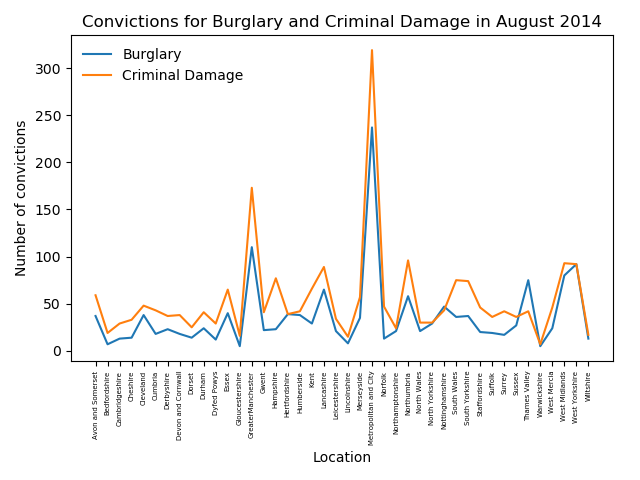 Convictions for Burglary and Criminal Damage in August 2014
Burglary
Criminal Damage
Number of convictions
300
250
200
150
100
50
0
Avon and Somerset
Bedfordshire
Cambridgeshire
Cheshire
Cleveland
Cumbria
Derbyshire
Devon and Cornwall
Dorset
Durham
Dyfed Powys
Essex
Gloucestershire
GreaterManchester
Gwent
Hampshire
Hertfordshire
Humberside
Kent
Lancashire
Leicestershire
Lincolnshire
Merseyside
Metropolitan and City
Norfolk
Northamptonshire
Northumbria
North Wales
North Yorkshire
Nottinghamshire
South Wales
South Yorkshire
Staffordshire
Suffolk
Surrey
Sussex
Thames Valley
Warwickshire
West Mercia
West Midlands
West Yorkshire
Wiltshire
Location